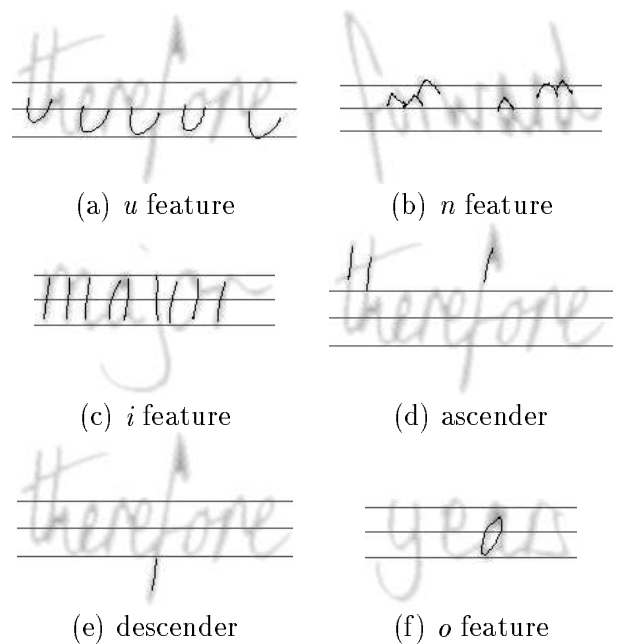 therefore forward
(a) u feature (b) n feature
major therefore
(c) i feature (d) ascender
therefore years
(e) descender (f) o feature